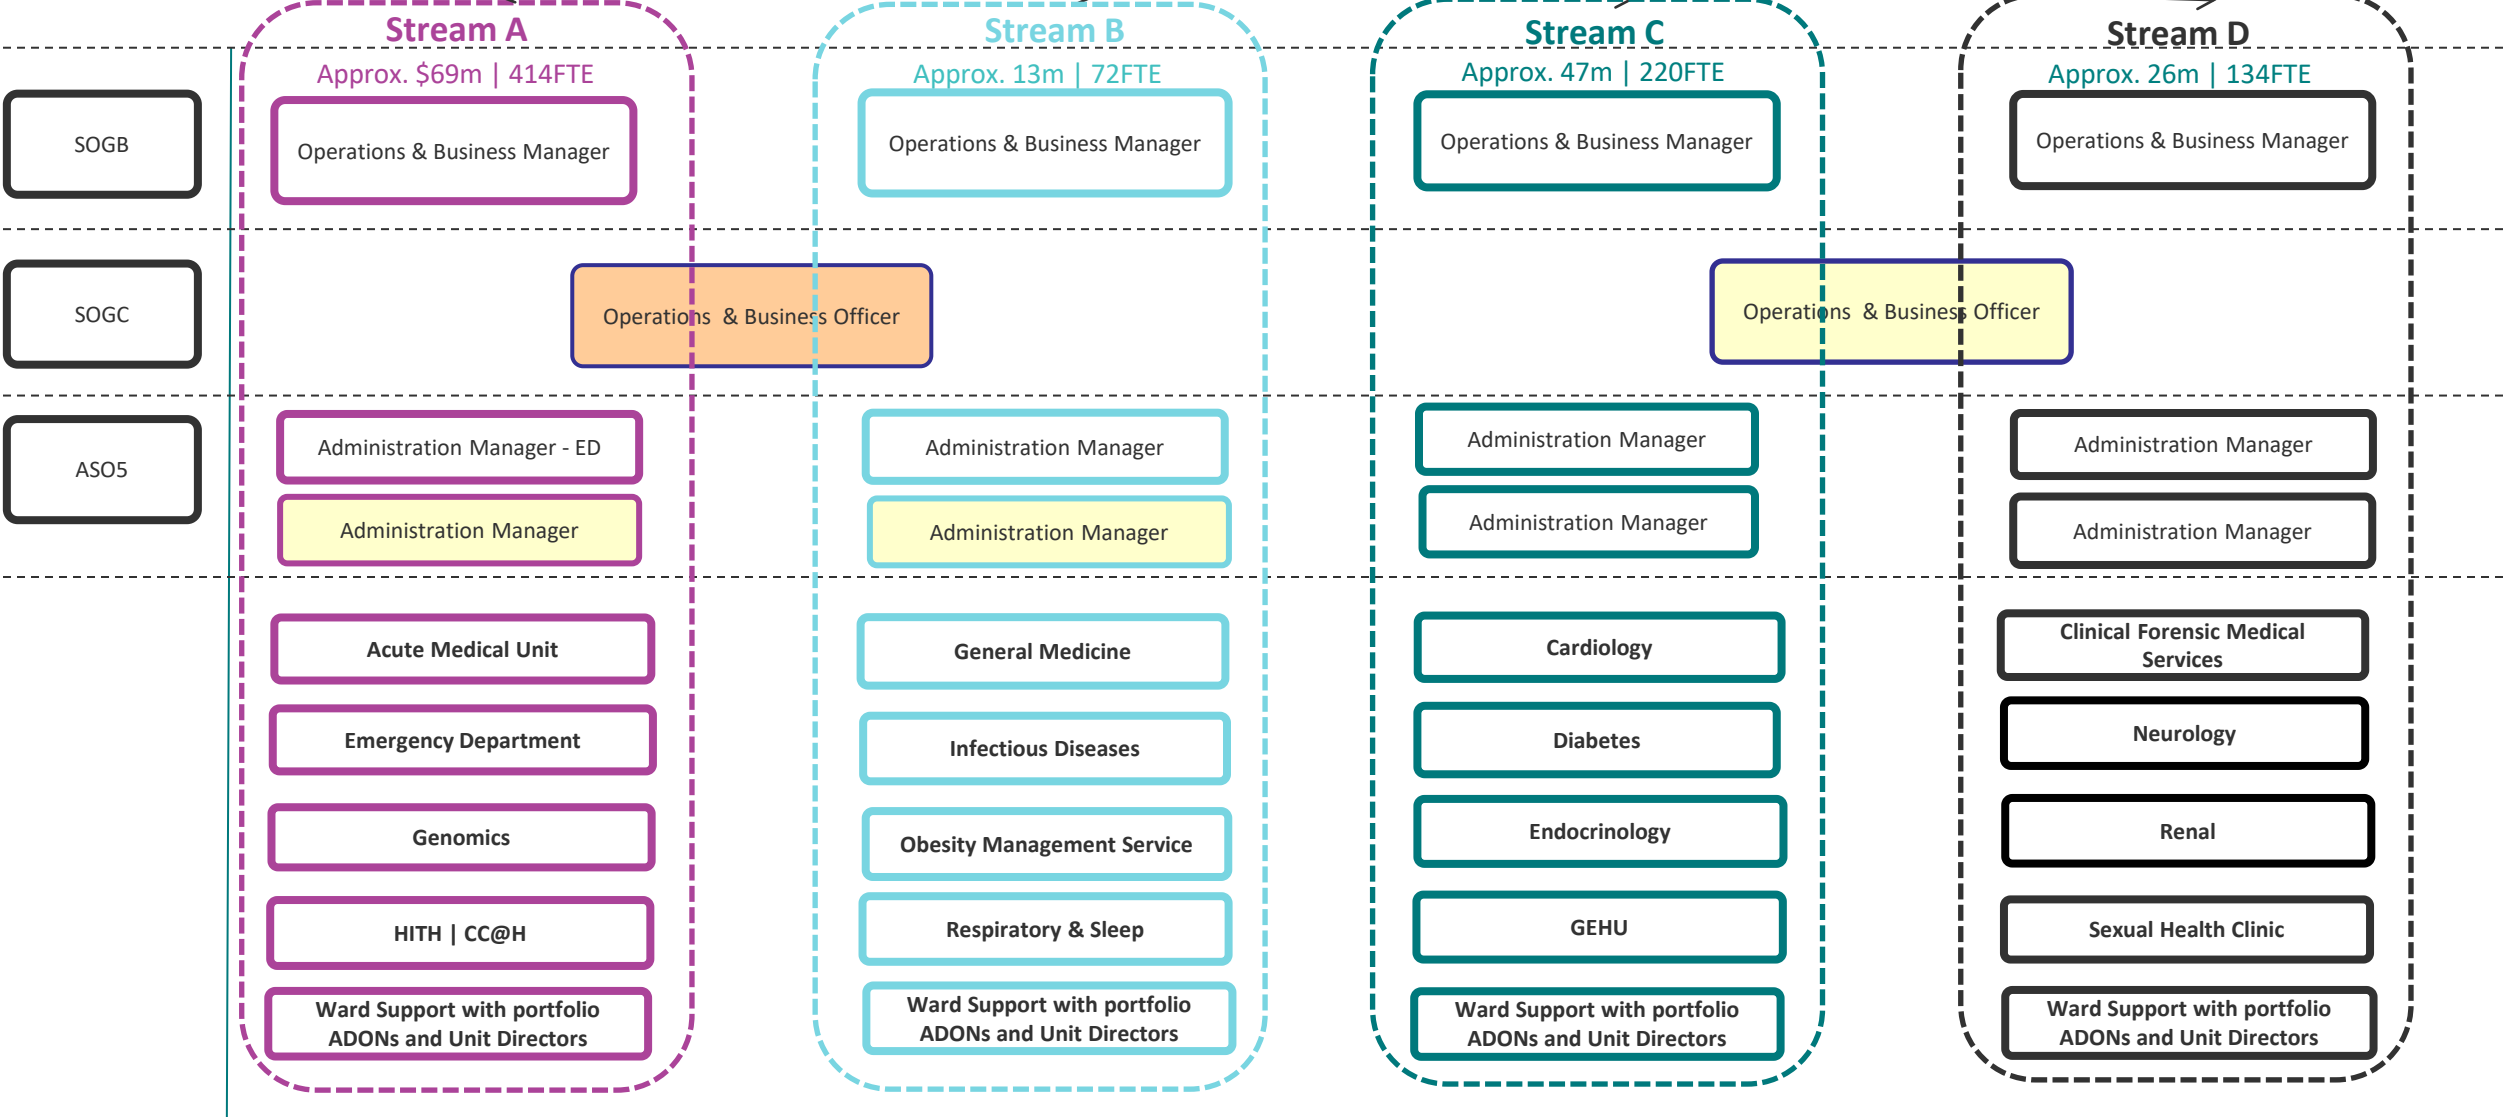 Stream A
Stream B
Stream C
Stream D
Approx. $69m | 414FTE
Approx. 13m | 72FTE
Approx. 47m | 220FTE
Approx. 26m | 134FTE
SOGB
Operations & Business Manager
Operations & Business Manager
Operations & Business Manager
Operations & Business Manager
SOGC
Operations & Business Officer
Operations & Business Officer
ASO5
Administration Manager - ED
Administration Manager
Administration Manager
Administration Manager
Administration Manager
Administration Manager
Administration Manager
Administration Manager
Acute Medical Unit
General Medicine
Cardiology
Clinical Forensic Medical
Services
Emergency Department
Infectious Diseases
Diabetes
Neurology
Genomics
Obesity Management Service
Endocrinology
Renal
HITH | CC@H
Respiratory & Sleep
GEHU
Sexual Health Clinic
Ward Support with portfolio
ADONs and Unit Directors
Ward Support with portfolio
ADONs and Unit Directors
Ward Support with portfolio
ADONs and Unit Directors
Ward Support with portfolio
ADONs and Unit Directors